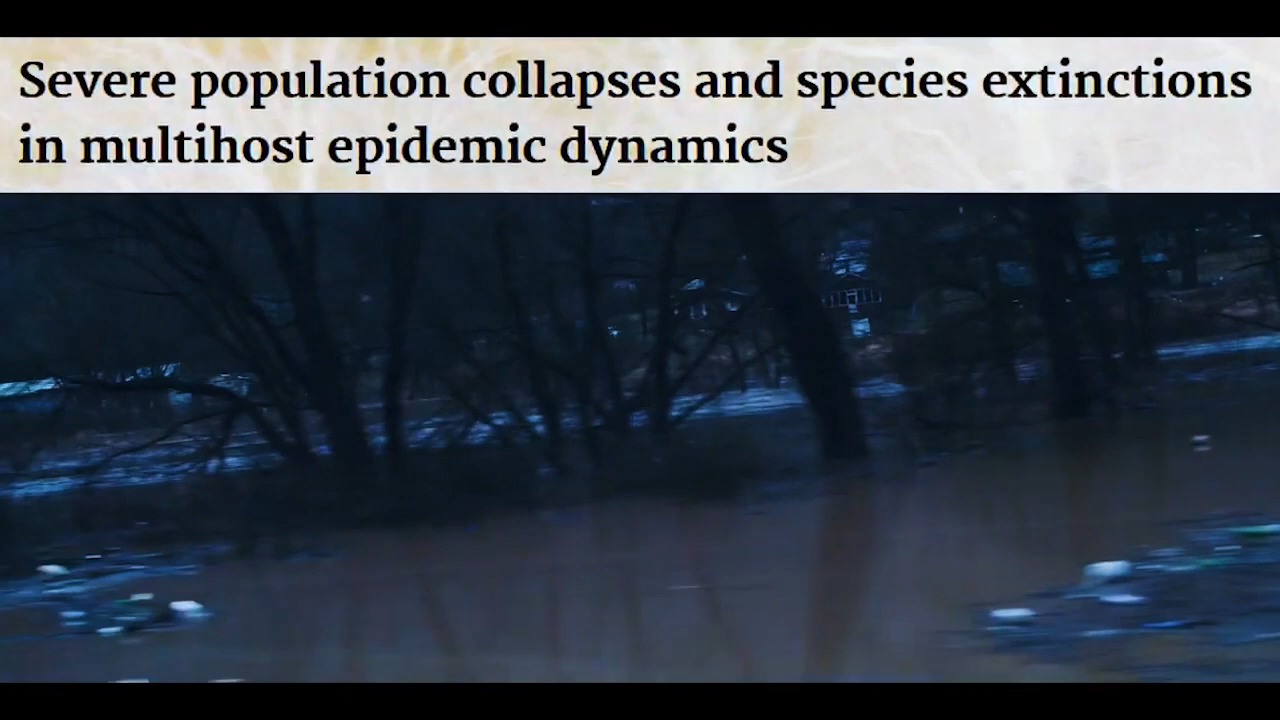 Severe population collapses and species extinctions
in multihost epidemic dynamics